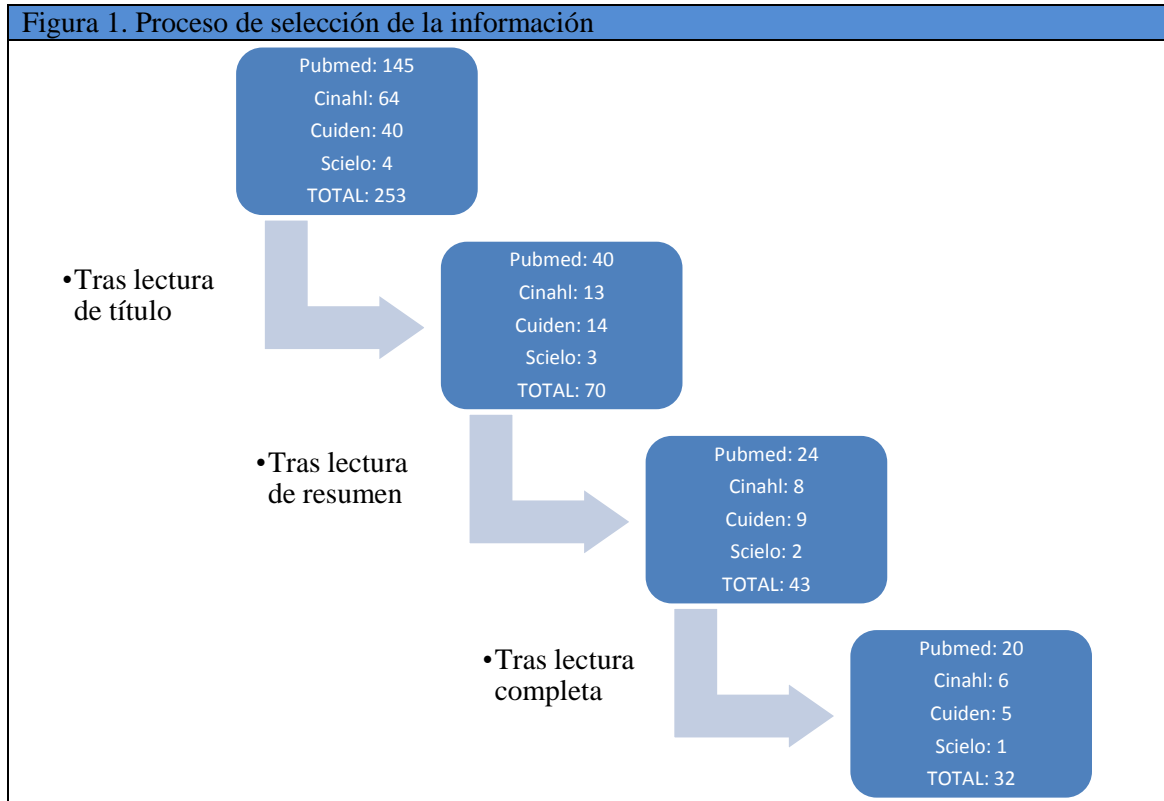 Figura 1. Proceso de selección de la información
Pubmed: 145
Cinahl: 64
Cuiden: 40
Scielo: 4
TOTAL: 253
•Tras lectura
de título
Pubmed: 40
Cinahl: 13
Cuiden: 14
Scielo: 3
TOTAL: 70
•Tras lectura
de resumen
Pubmed: 24
Cinahl: 8
Cuiden: 9
Scielo: 2
TOTAL: 43
•Tras lectura
completa
Pubmed: 20
Cinahl: 6
Cuiden: 5
Scielo: 1
TOTAL: 32